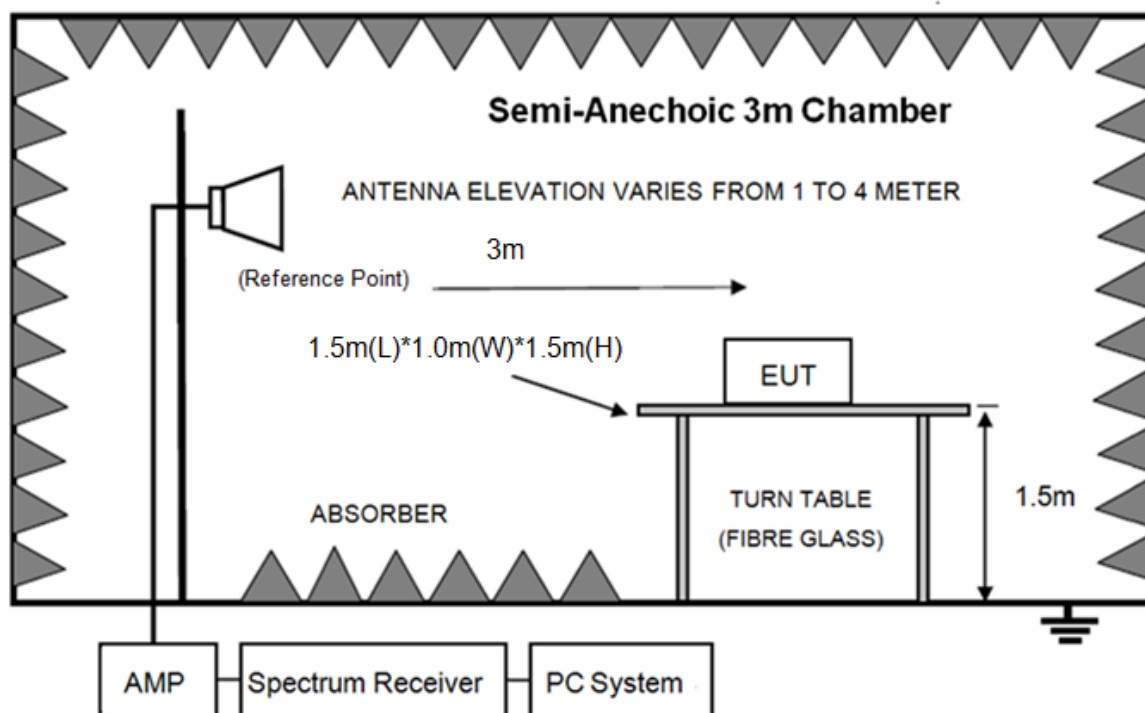 Semi-Anechoic 3m Chamber
ANTENNA ELEVATION VARIES FROM 1 TO 4 METER
3m
(Reference Point)
1.5m(L)*1.0m(W)*1.5m(H)
EUT
1.5m
TURN TABLE
(FIBRE GLASS)
ABSORBER
AMP
Spectrum Receiver
PC System